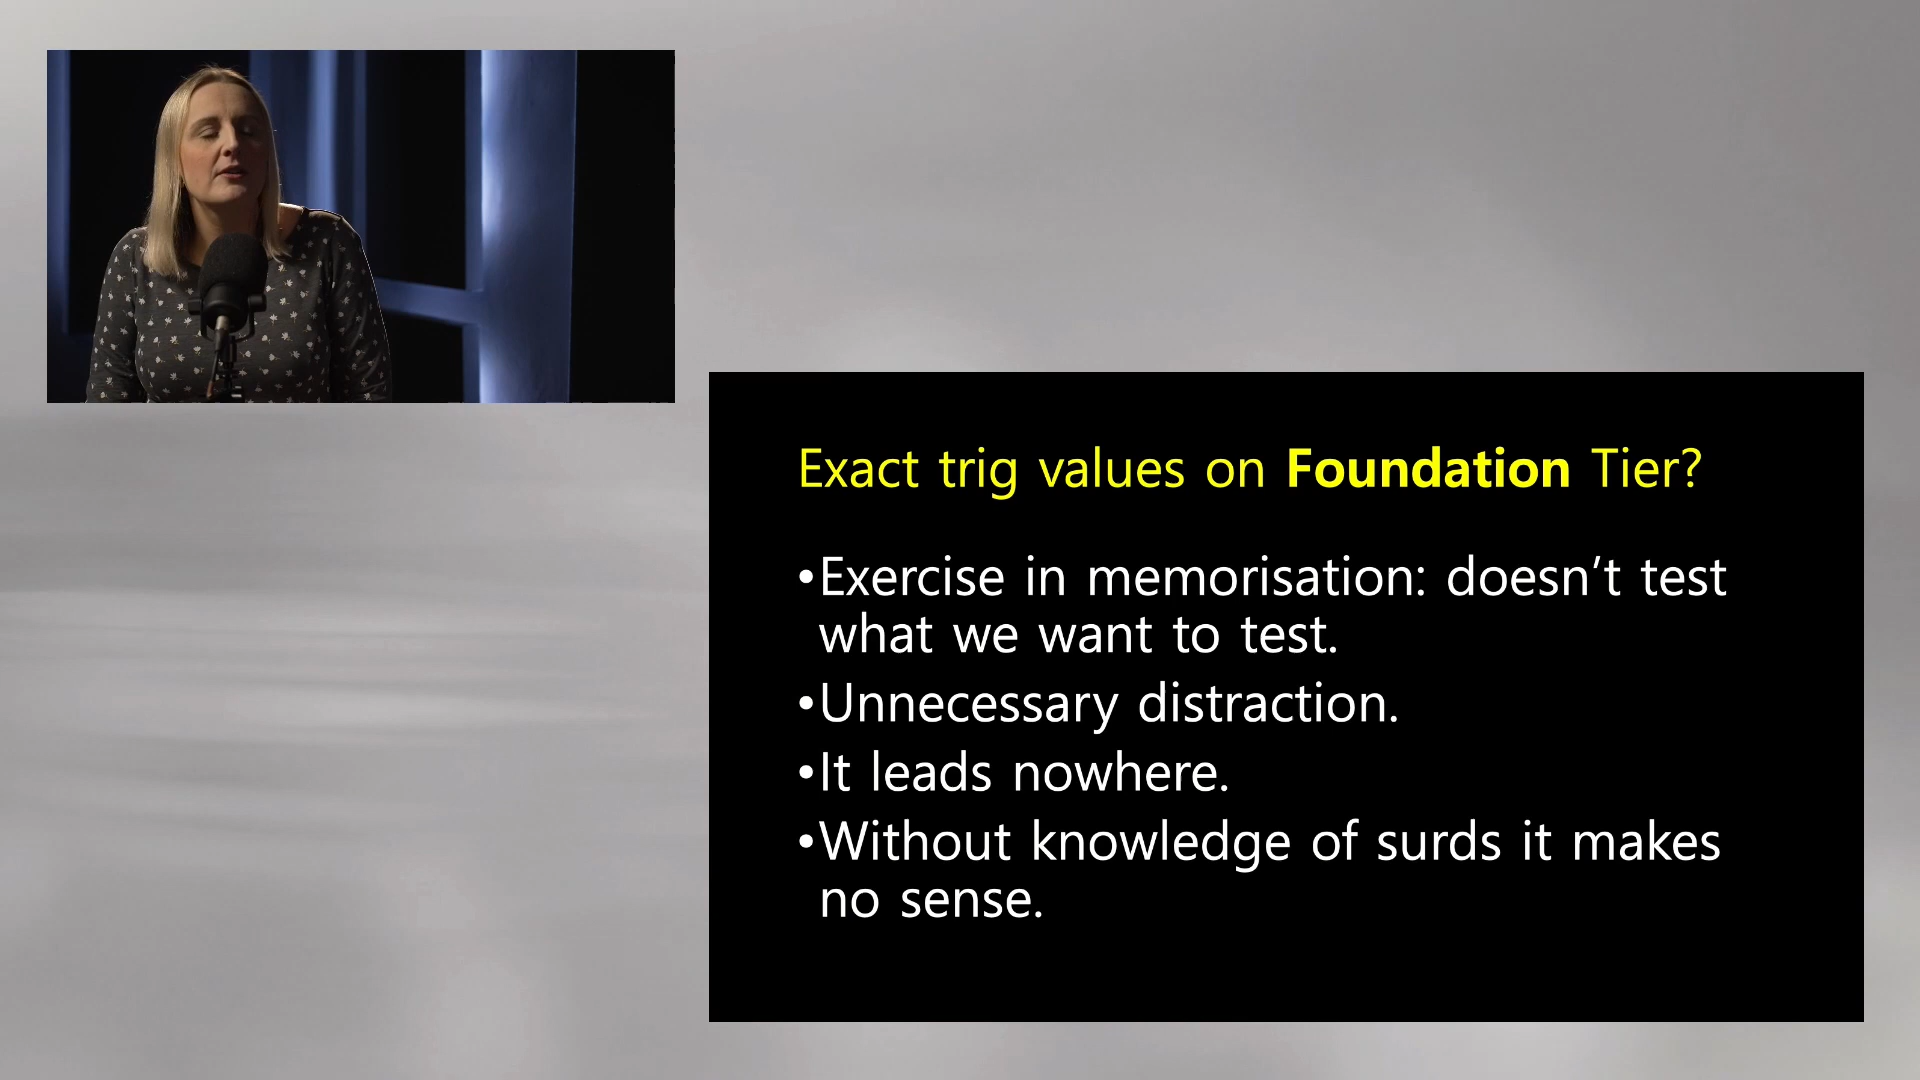 Exact trig values on Foundation Tier?
•Exercise in memorisation: doesn’t test
what we want to test.
•Unnecessary distraction.
•It leads nowhere.
•Without knowledge of surds it makes
no sense.